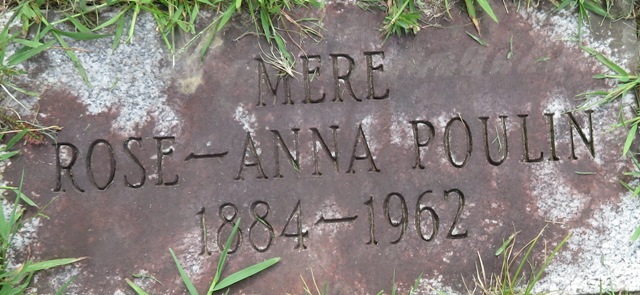 MERE
ROSE-ANNA POULIN
1884-1962